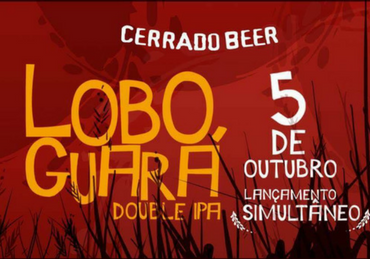 CERRADO BEER
LOBO
GUARÁ
DOUBLE IPA
5
DE
OUTUBRO
LANÇAMENTO
SIMULTÂNEO